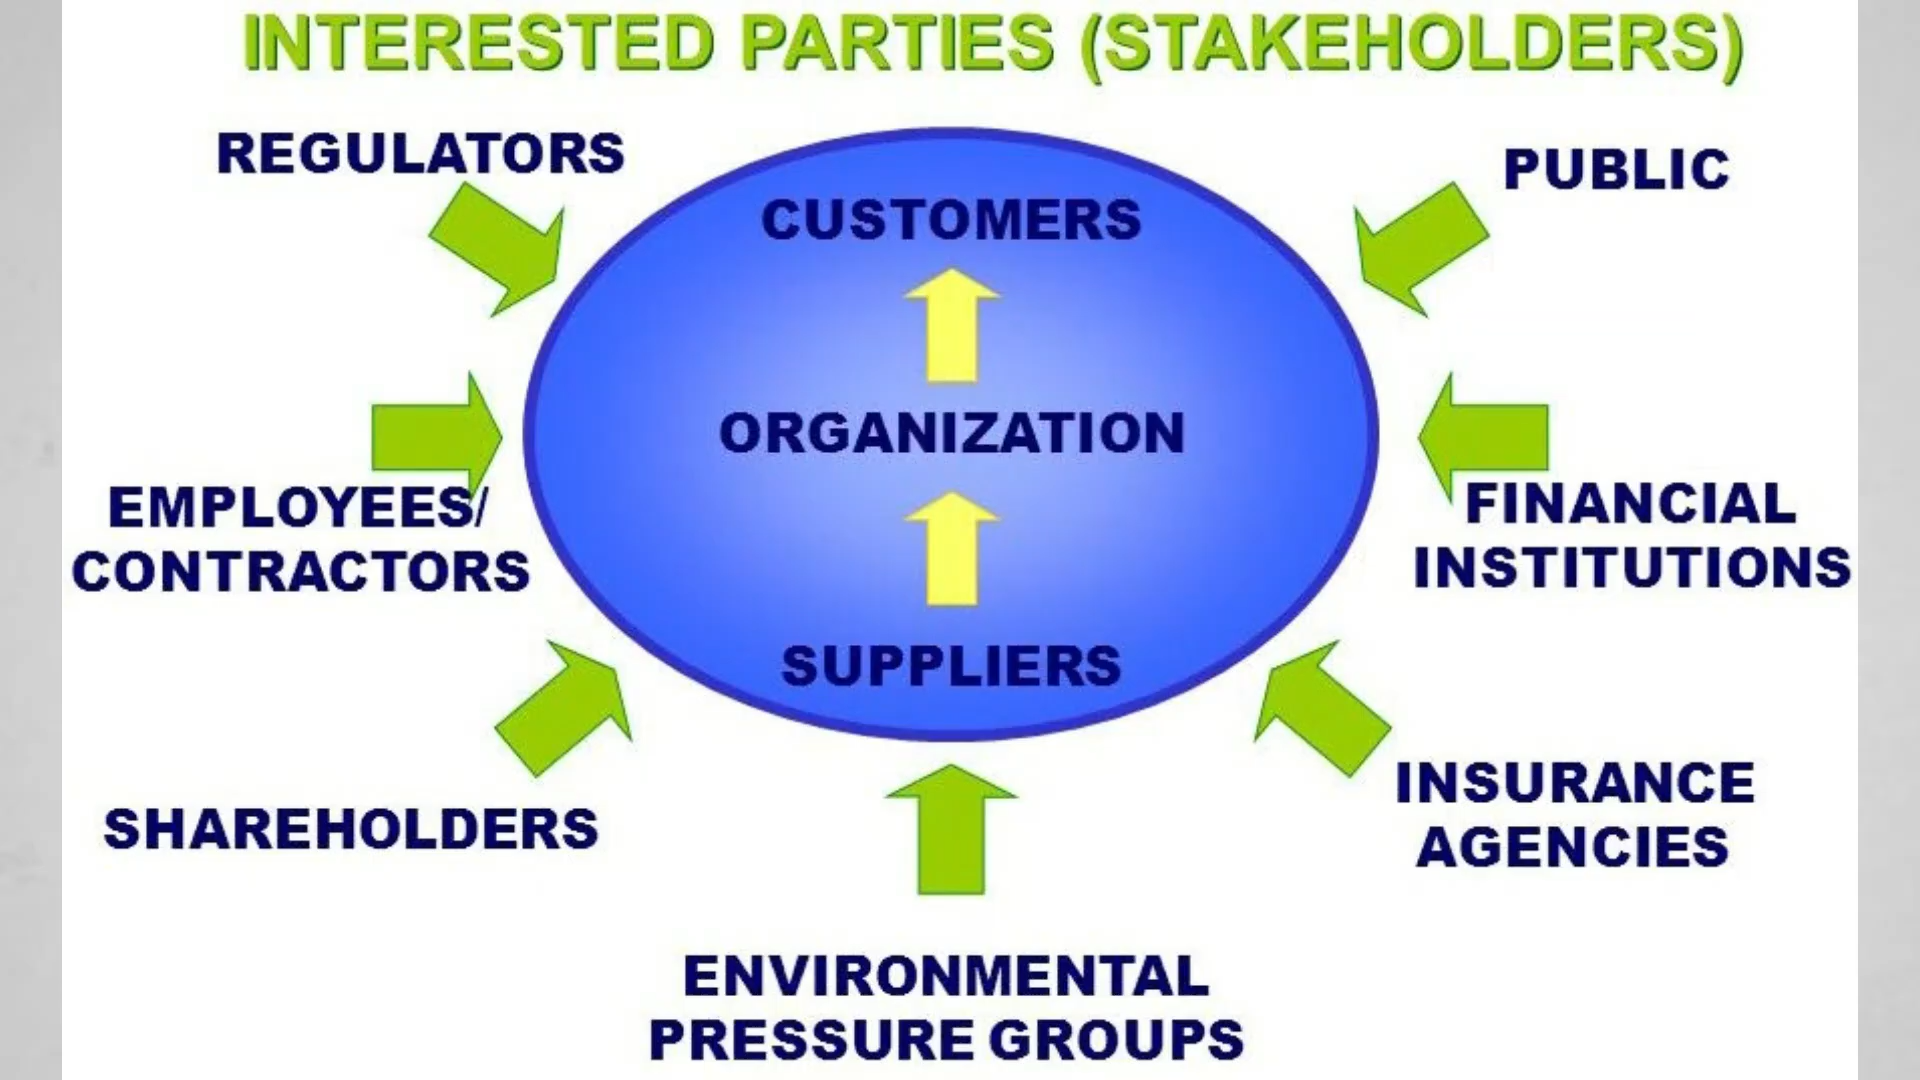 INTERESTED PARTIES (STAKEHOLDERS)
REGULATORS
PUBLIC
CUSTOMERS
ORGANIZATION
EMPLOYEES/
CONTRACTORS
FINANCIAL
INSTITUTIONS
SUPPLIERS
SHAREHOLDERS
INSURANCE
AGENCIES
ENVIRONMENTAL
PRESSURE GROUPS